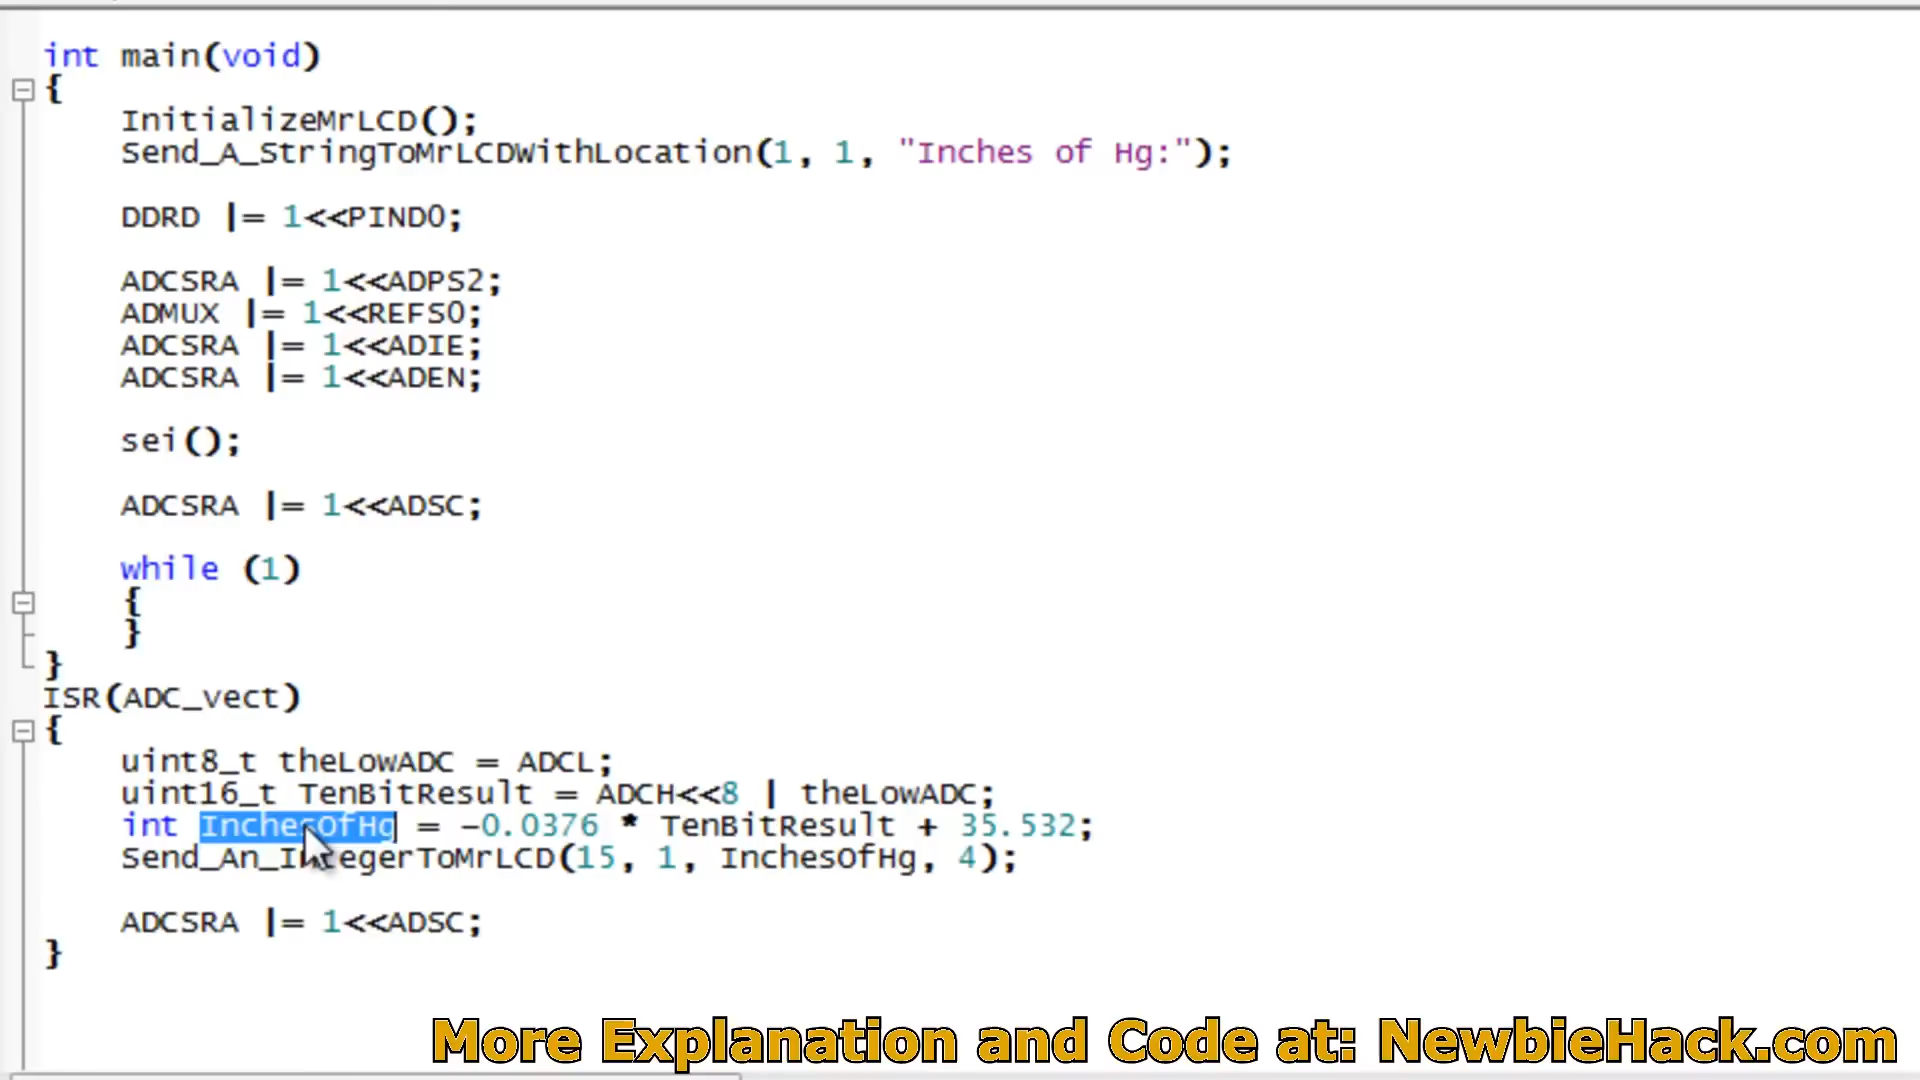 int main(void)
{
InitializeMrLCD();
Send_A_StringToMrLCDWithLocation(1, 1, "Inches of Hg:");
DDRD |= 1<<PIND0;
ADCSRA |= 1<<ADPS2;
ADMUX |= 1<<REFS0;
ADCSRA |= 1<<ADIE;
ADCSRA |= 1<<ADEN;
sei();
ADCSRA |= 1<<ADSC;
while (1)
{
}
}
ISR(ADC_vect)
{
uint8_t theLowADC = ADCL;
uint16_t TenBitResult = ADCH<<8 | theLowADC;
int InchesOfHg = -0.0376 * TenBitResult + 35.532;
Send_An_IntegerToMrLCD(15, 1, InchesOfHg, 4);
ADCSRA |= 1<<ADSC;
}
More Explanation and Code at: NewbieHack.com